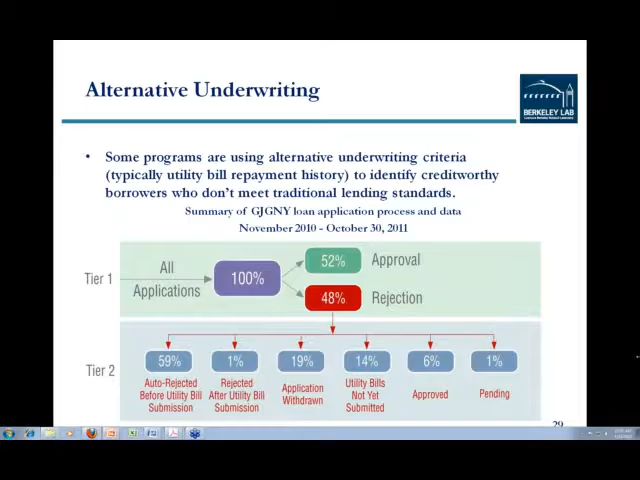 Alternative Underwriting
BERKELEY LAB
• Some programs are using alternative underwriting criteria
(typically utility bill repayment history) to identify creditworthy
borrowers who don't meet traditional lending standards.
Summary of GJGNY loan application process and data
November 2010 - October 30, 2011
Tier 1
All
Applications
100%
52%
Approval
48%
Rejection
Tier 2
59%
1%
19%
14%
6%
1%
Auto-Rejected
Before Utility Bill
Submission
Rejected
After Utility Bill
Submission
Application
Withdrawn
Utility Bills
Not Yet
Submitted
Approved
Pending
29